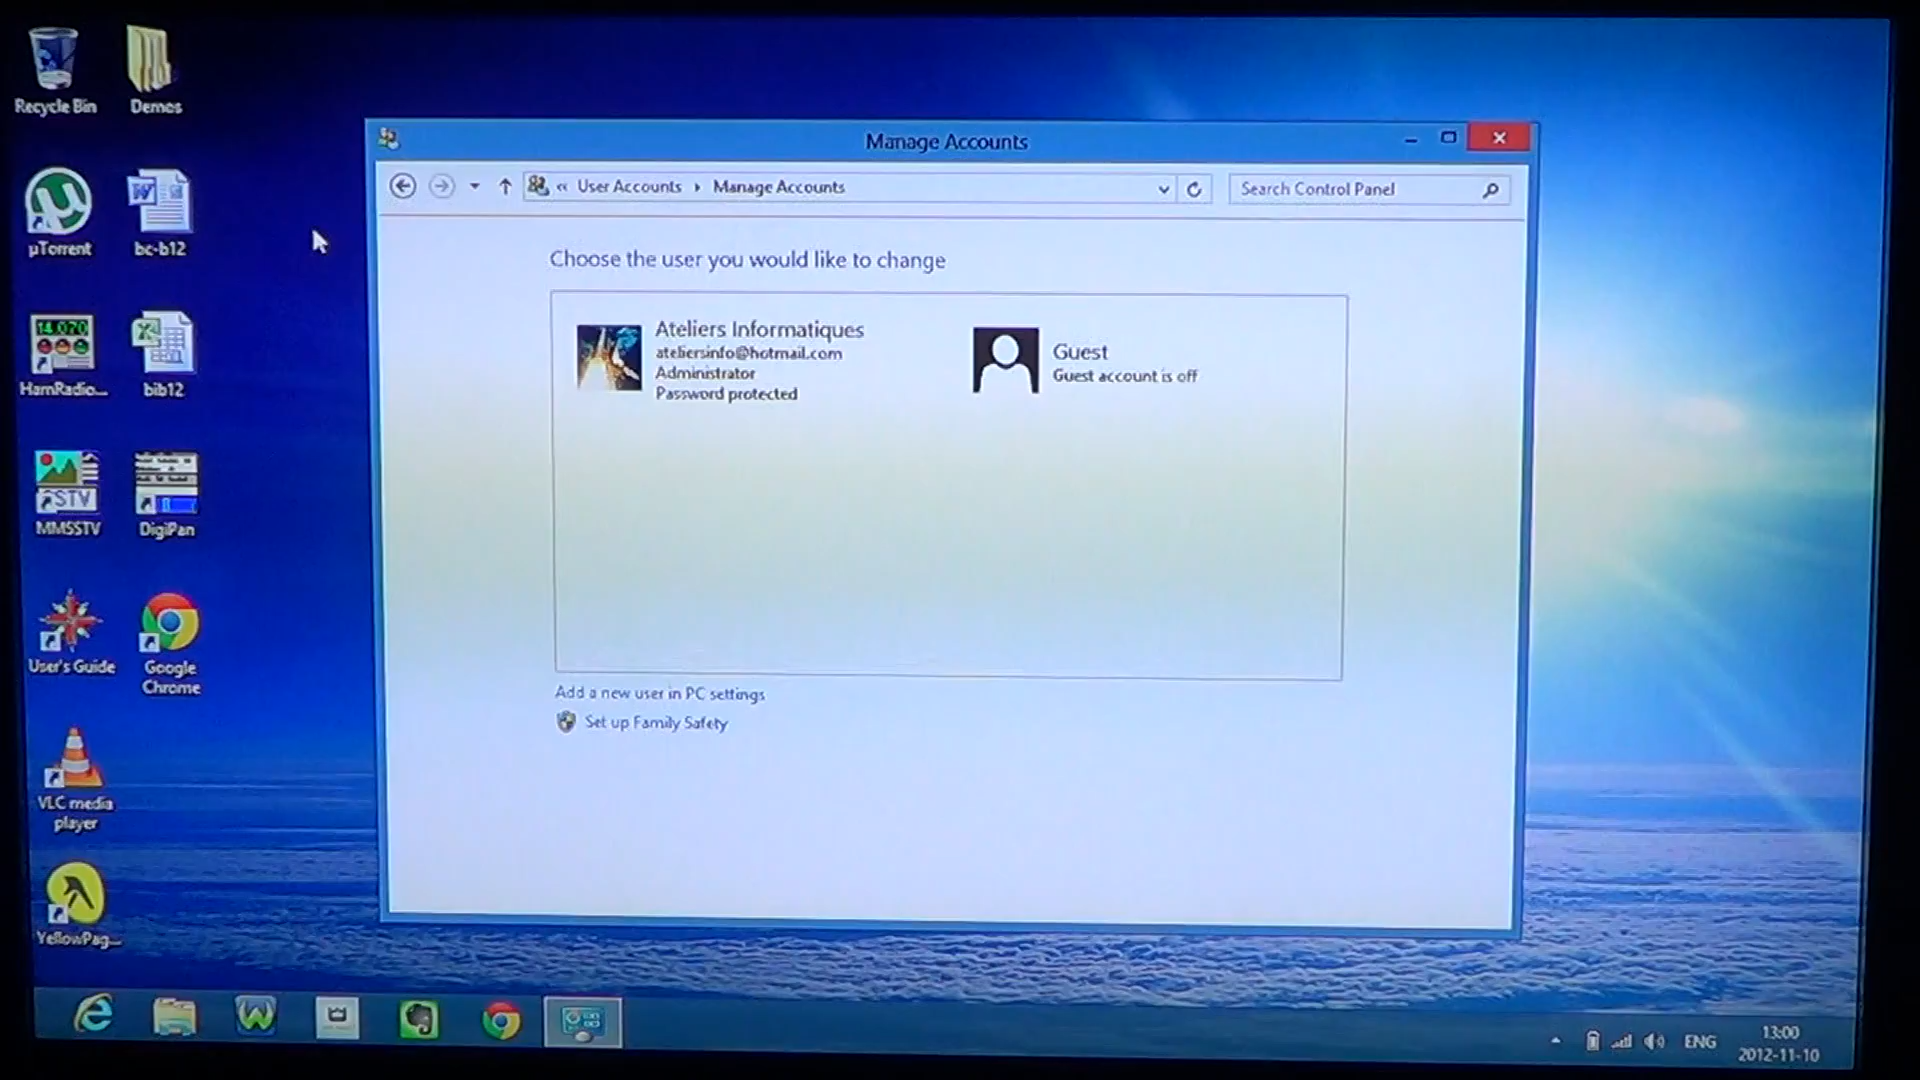 Recycle Bin
Demos
µTorrent
bc-b12
14.070
HamRadio...
bib12
SSTV
MMSSTV
DigiPan
User's Guide
Google
Chrome
VLC media
player
YellowPag...
Manage Accounts
« User Accounts ▸ Manage Accounts
Search Control Panel
Choose the user you would like to change
Ateliers Informatiques
ateliersinfo@hotmail.com
Administrator
Password protected
Guest
Guest account is off
Add a new user in PC settings
Set up Family Safety
ENG
13:00
2012-11-10